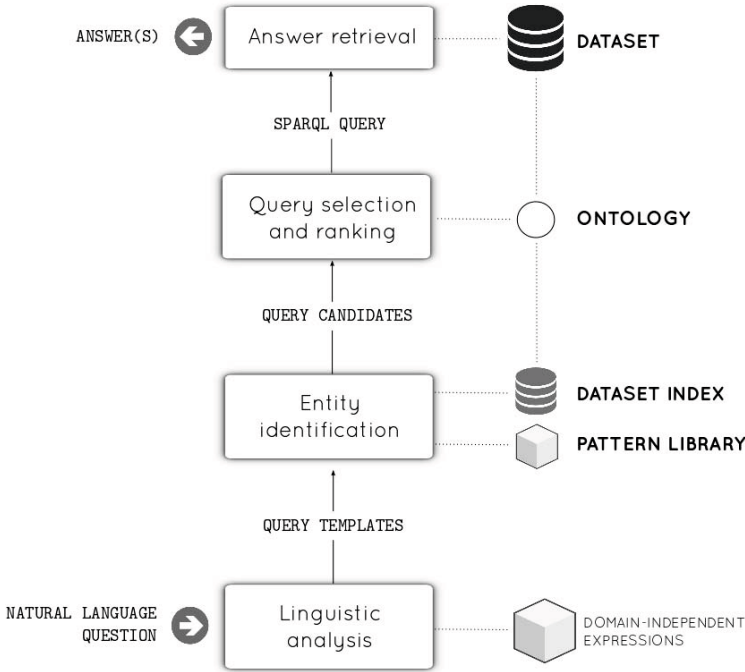 ANSWER(S)
Answer retrieval
DATASET
SPARQL QUERY
Query selection
and ranking
ONTOLOGY
QUERY CANDIDATES
Entity
identification
DATASET INDEX
PATTERN LIBRARY
QUERY TEMPLATES
NATURAL LANGUAGE
QUESTION
Linguistic
analysis
DOMAIN-INDEPENDENT
EXPRESSIONS